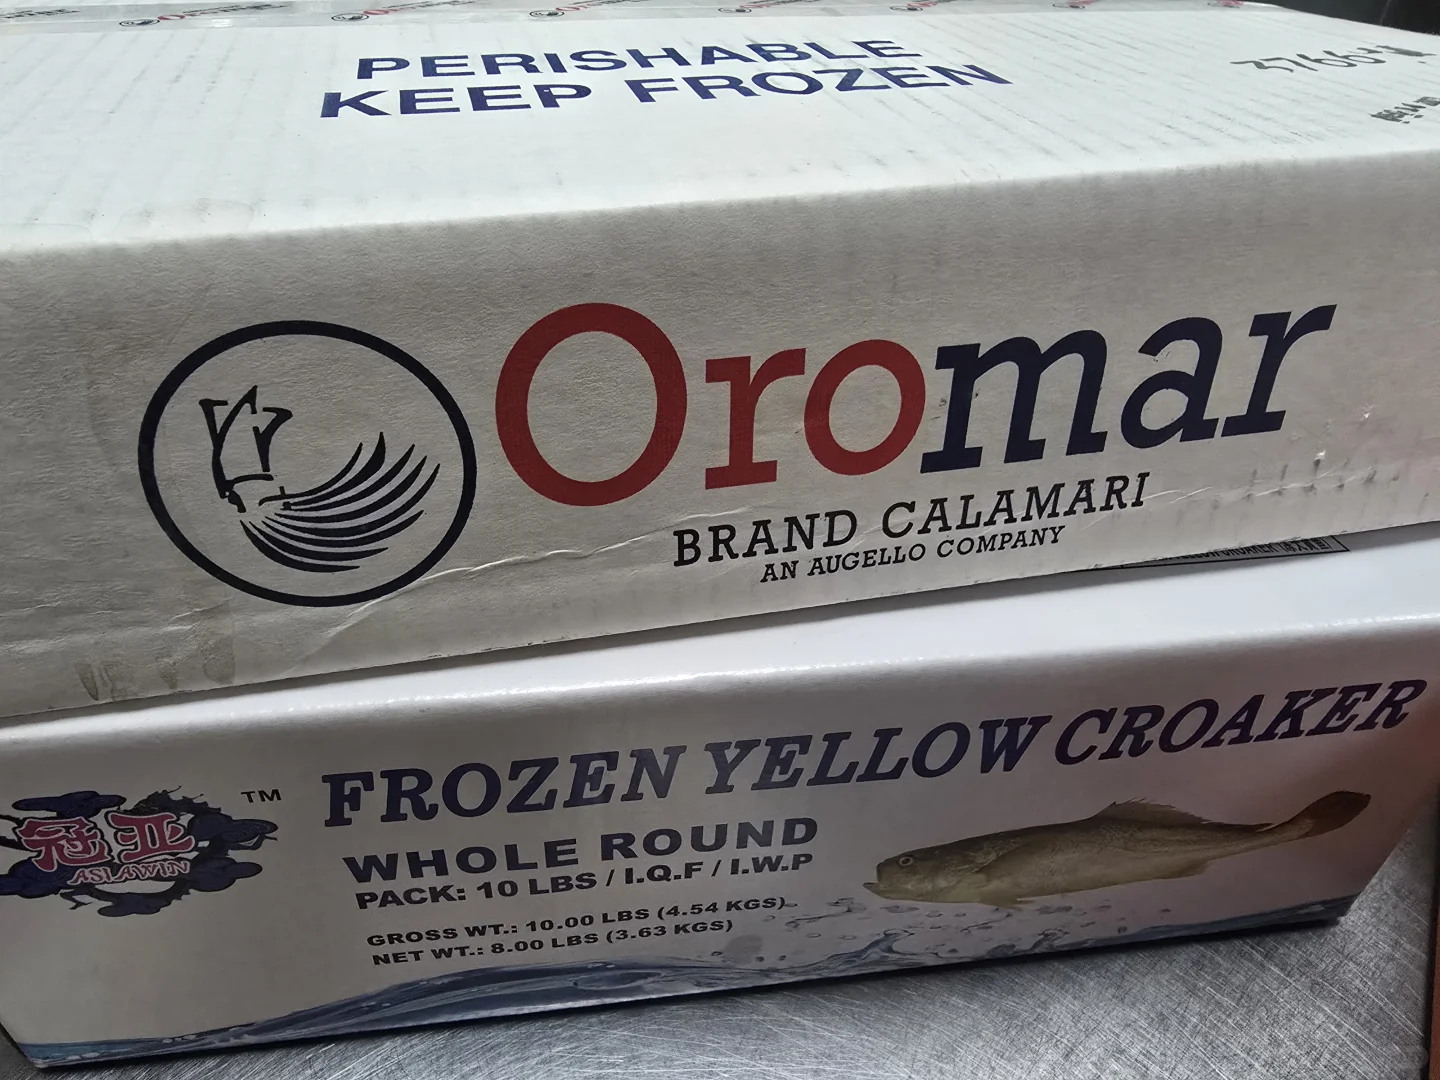 PERISHABLE
KEEP FROZEN
Oromar
BRAND CALAMARI
AN AUGELLO COMPANY
TM
冠亚
ASIAWIN
FROZEN YELLOW CROAKER
WHOLE ROUND
PACK: 10 LBS / I.Q.F / I.W.P
GROSS WT.: 10.00 LBS (4.54 KGS)
NET WT.: 8.00 LBS (3.63 KGS)